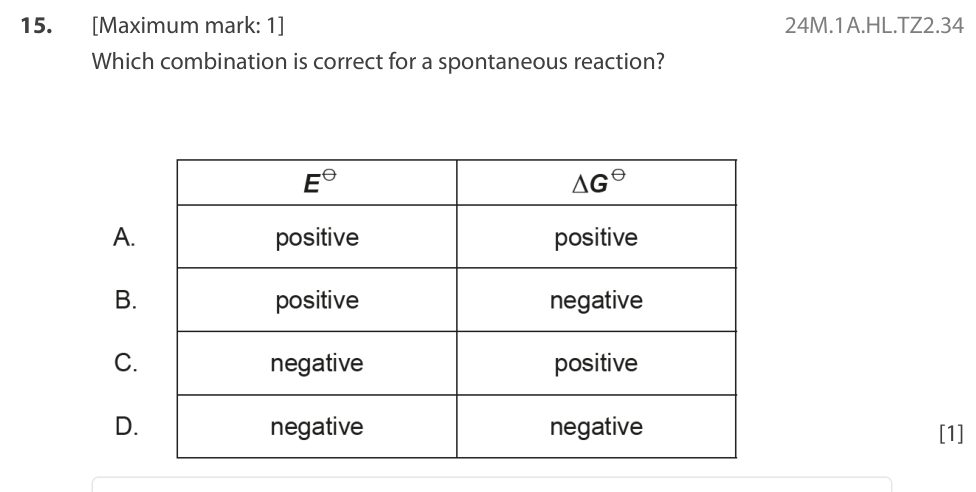 15. [Maximum mark: 1] 24M.1A.HL.TZ2.34
Which combination is correct for a spontaneous reaction?
E⊖ ΔG⊖
A. positive positive
B. positive negative
C. negative positive
D. negative negative
[1]